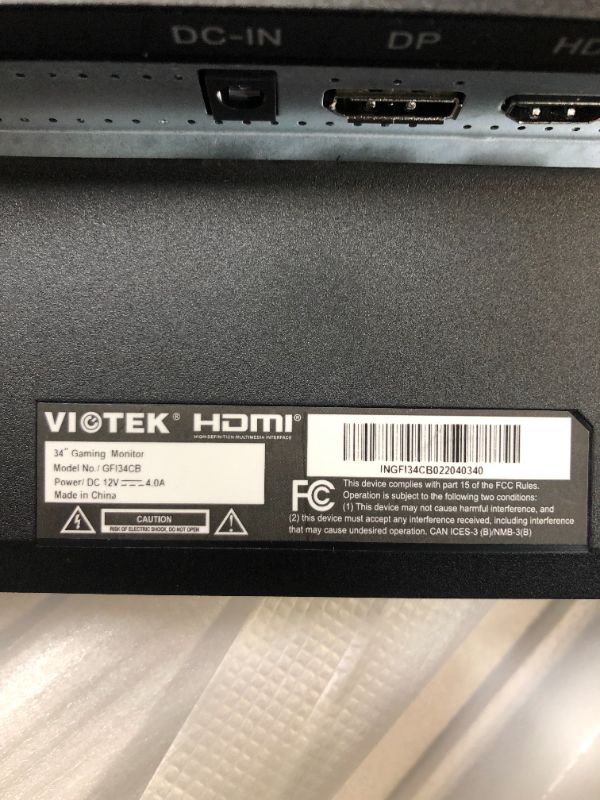 DC-IN DP HD
VIOTEK® HDMI®
HIGH-DEFINITION MULTIMEDIA INTERFACE
34" Gaming Monitor
Model No./ GFI34CB
Power/ DC 12V⎓4.0A
Made in China
CAUTION
RISK OF ELECTRIC SHOCK, DO NOT OPEN
INGFI34CB022040340
FC This device complies with part 15 of the FCC Rules.
Operation is subject to the following two conditions:
(1) This device may not cause harmful interference, and
(2) this device must accept any interference received, including interference
that may cause undesired operation. CAN ICES-3 (B)/NMB-3(B)